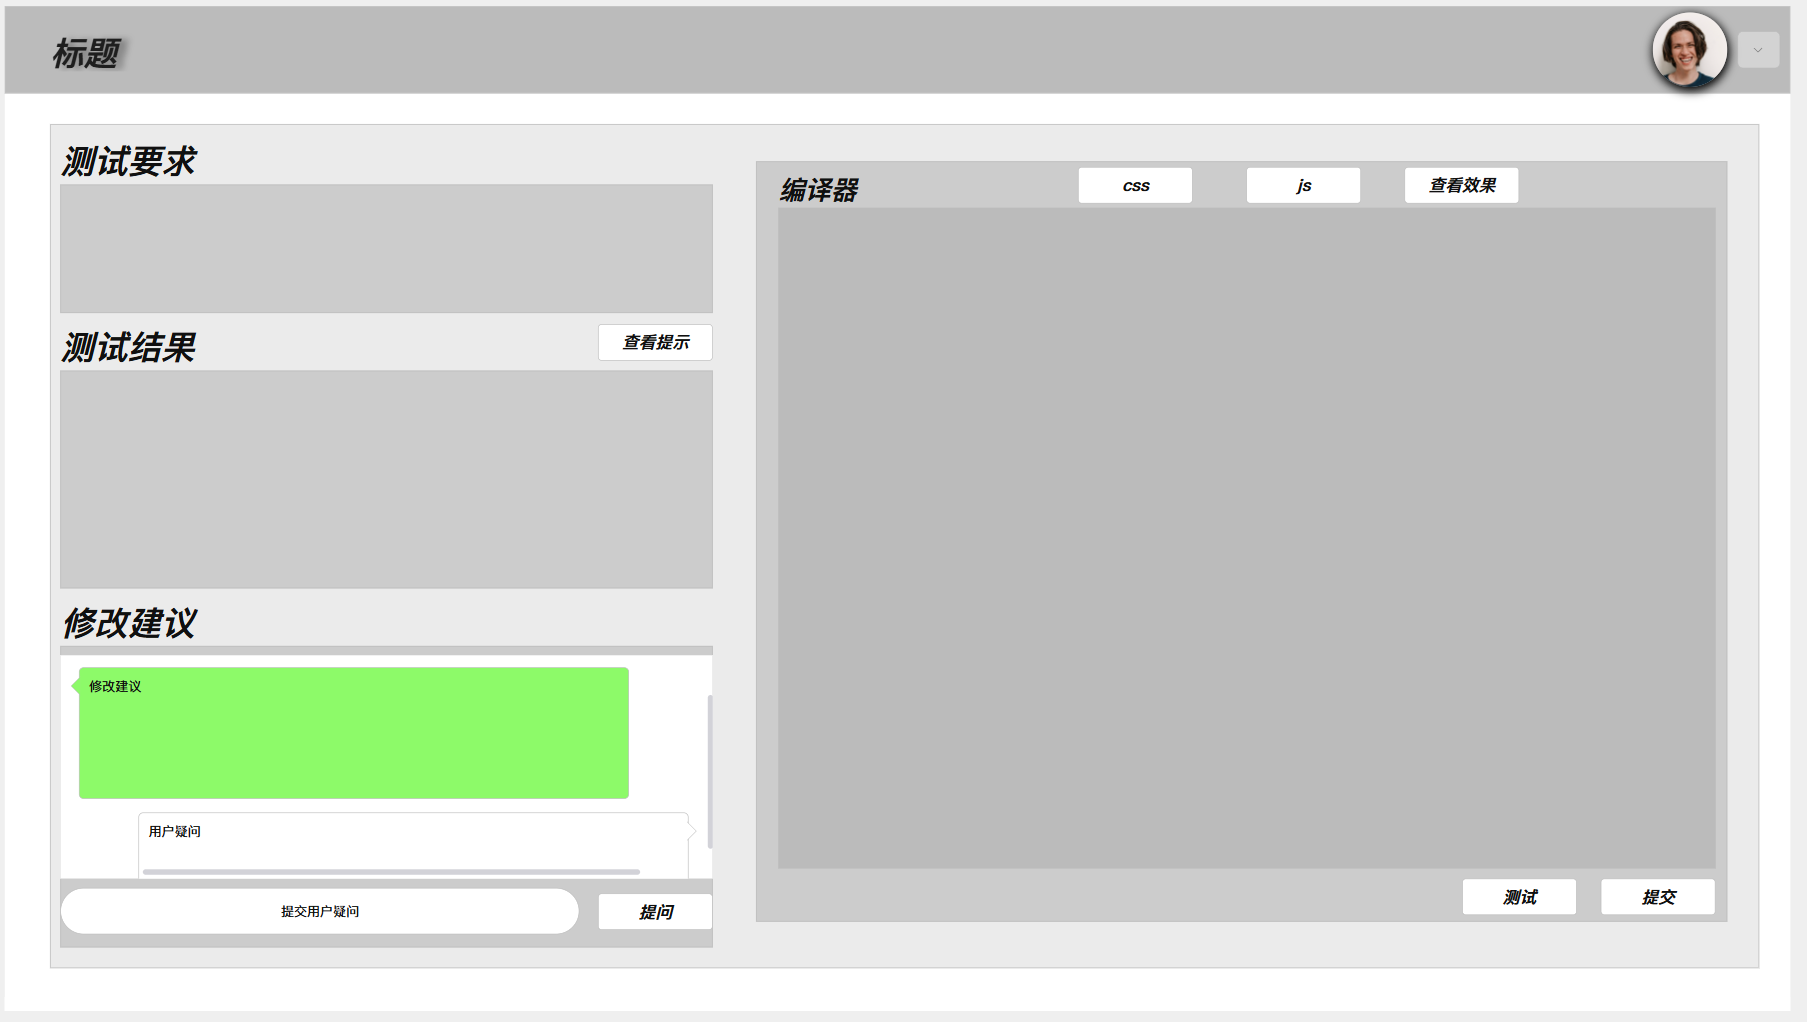 标题
测试要求
测试结果
查看提示
修改建议
修改建议
用户疑问
提交用户疑问
提问
编译器
css
js
查看效果
测试
提交